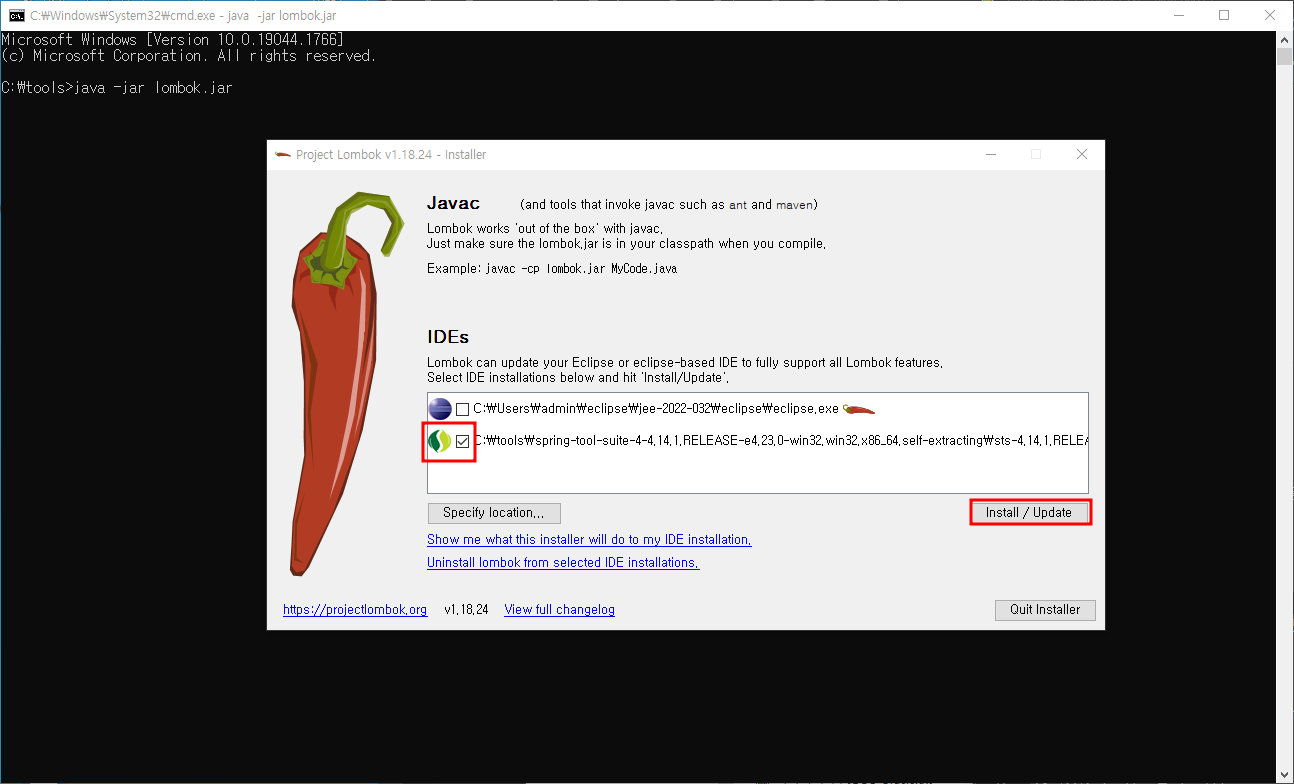 C:₩Windows₩System32₩cmd.exe - java -jar lombok.jar
Microsoft Windows [Version 10.0.19044.1766]
(c) Microsoft Corporation. All rights reserved.
C:₩tools>java -jar lombok.jar
Project Lombok v1.18.24 - Installer
Javac (and tools that invoke javac such as ant and maven)
Lombok works 'out of the box' with javac.
Just make sure the lombok.jar is in your classpath when you compile.
Example: javac -cp lombok.jar MyCode.java
IDEs
Lombok can update your Eclipse or eclipse-based IDE to fully support all Lombok features.
Select IDE installations below and hit 'Install/Update'.
C:₩Users₩admin₩eclipse₩jee-2022-032₩eclipse₩eclipse.exe
C:₩tools₩spring-tool-suite-4-4.14.1.RELEASE-e4.23.0-win32.win32.x86_64.self-extracting₩sts-4.14.1.RELEA
Specify location... Install / Update
Show me what this installer will do to my IDE installation.
Uninstall lombok from selected IDE installations.
https://projectlombok.org v1.18.24 View full changelog Quit Installer